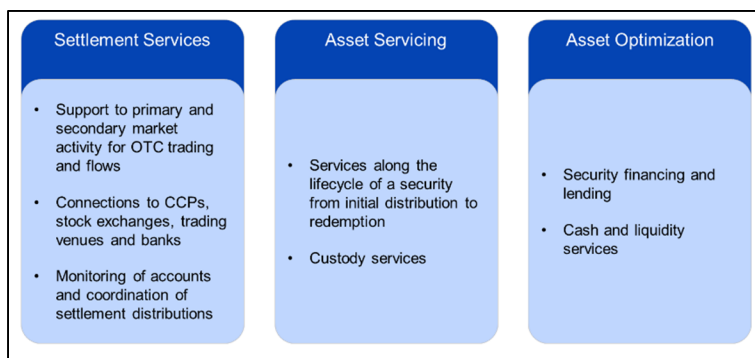 Settlement Services
• Support to primary and
secondary market
activity for OTC trading
and flows
• Connections to CCPs,
stock exchanges, trading
venues and banks
• Monitoring of accounts
and coordination of
settlement distributions
Asset Servicing
• Services along the
lifecycle of a security
from initial distribution to
redemption
• Custody services
Asset Optimization
• Security financing and
lending
• Cash and liquidity
services